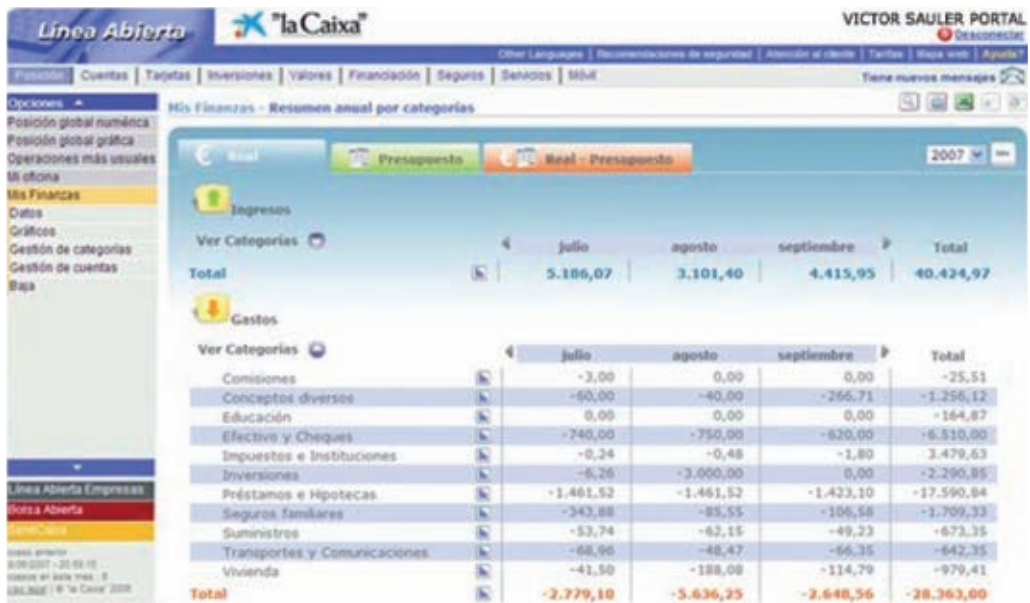 Línea Abierta "la Caixa" VICTOR SAULER PORTAL
Desconectar
Other Languages | Recomendaciones de seguridad | Atención al cliente | Tarifas | Mapa web | Ayuda?
Posición | Cuentas | Tarjetas | Inversiones | Valores | Financiación | Seguros | Servicios | Móvil Tiene nuevos mensajes
Opciones
Mis Finanzas - Resumen anual por categorías
Posición global numérica
Posición global gráfica
Operaciones más usuales
Mi oficina
Mis Finanzas
Datos
Gráficos
Gestión de categorías
Gestión de cuentas
Baja
Real Presupuesto Real - Presupuesto 2007
Ingresos
Ver Categorías julio agosto septiembre Total
Total 5.186,07 3.101,40 4.415,95 40.424,97
Gastos
Ver Categorías julio agosto septiembre Total
Comisiones -3,00 0,00 0,00 -25,51
Conceptos diversos -60,00 -40,00 -266,71 -1.256,12
Educación 0,00 0,00 0,00 -164,87
Efectivo y Cheques -740,00 -750,00 -620,00 -6.510,00
Impuestos e Instituciones -0,24 -0,48 -1,80 3.479,63
Inversiones -6,26 -3.000,00 0,00 -2.290,85
Préstamos e Hipotecas -1.461,52 -1.461,52 -1.423,10 -17.590,84
Seguros familiares -343,88 -85,55 -106,58 -1.709,33
Suministros -53,74 -62,15 -49,23 -673,35
Transportes y Comunicaciones -68,96 -48,47 -66,35 -642,35
Vivienda -41,50 -188,08 -114,79 -979,41
Total -2.779,10 -5.636,25 -2.648,56 -28.363,00
Línea Abierta Empresas
Bolsa Abierta